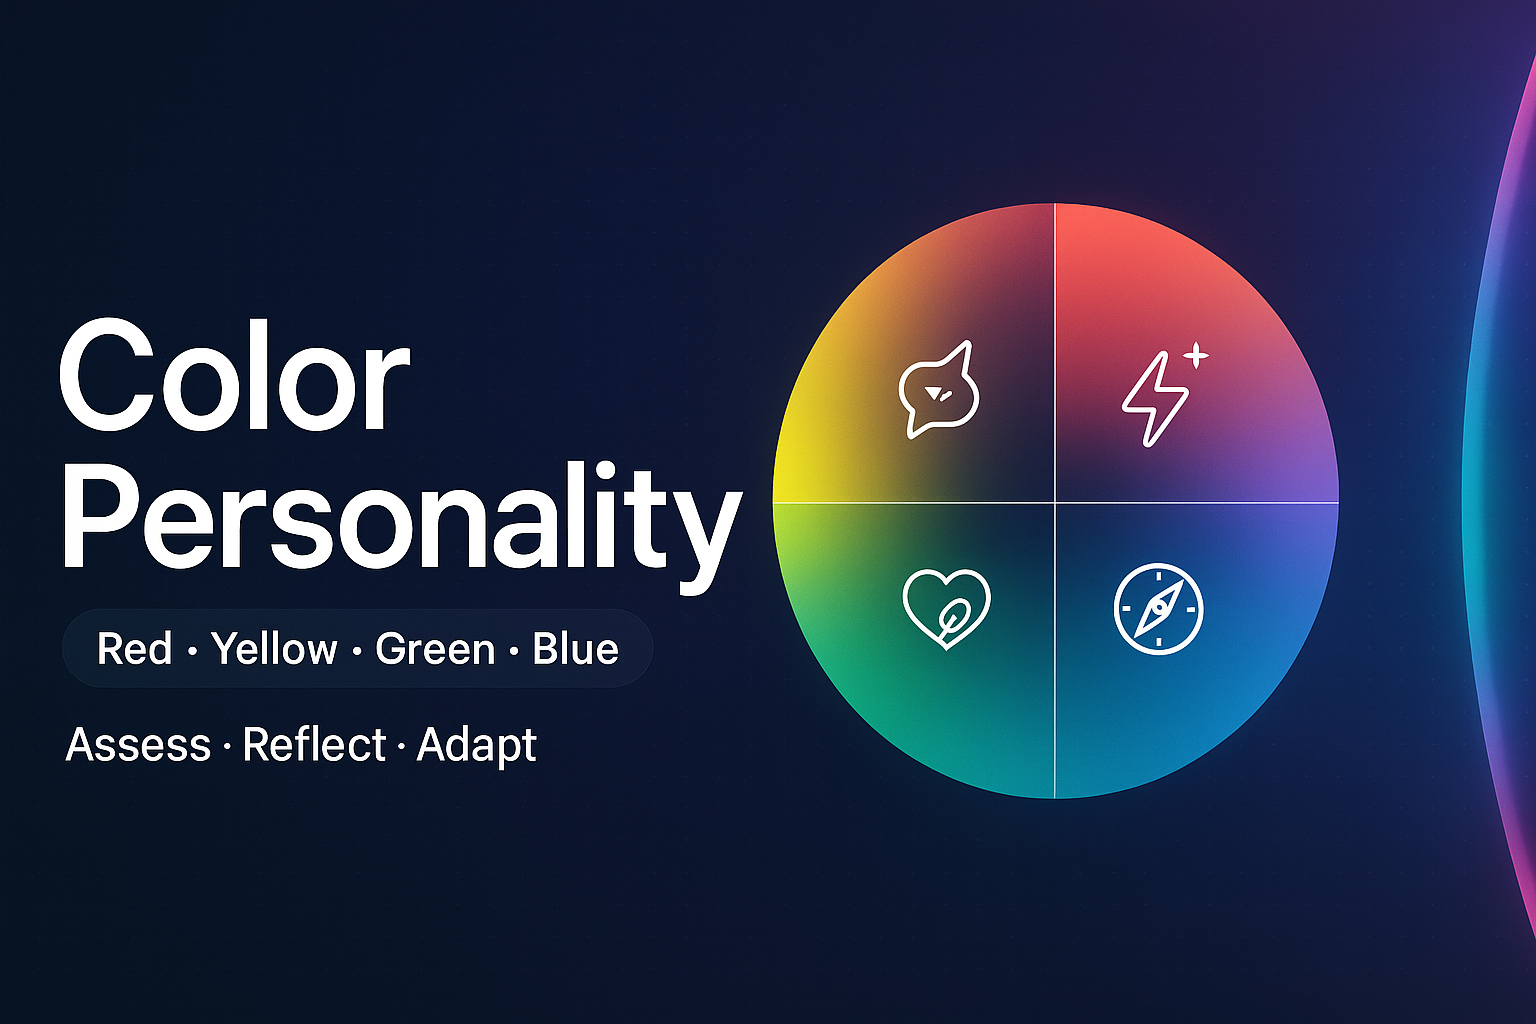 Color
Personality
Red · Yellow · Green · Blue
Assess · Reflect · Adapt